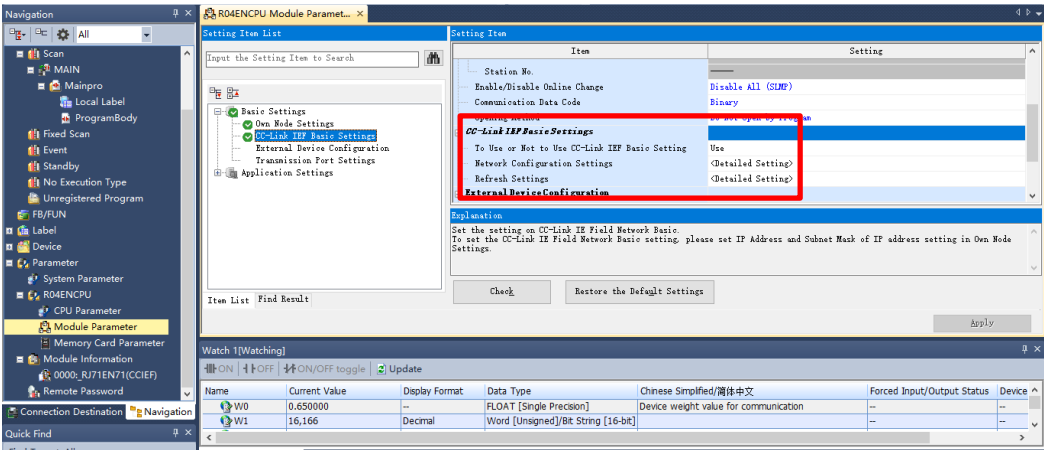 Navigation
All
Scan
MAIN
Mainpro
Local Label
ProgramBody
Fixed Scan
Event
Standby
No Execution Type
Unregistered Program
FB/FUN
Label
Device
Parameter
System Parameter
R04ENCPU
CPU Parameter
Module Parameter
Memory Card Parameter
Module Information
0000:_RJ71EN71(CCIEF)
Remote Password
Connection Destination Navigation
Quick Find
R04ENCPU Module Paramet...
Setting Item List
Input the Setting Item to Search
Basic Settings
Own Node Settings
CC-Link IEF Basic Settings
External Device Configuration
Transmission Port Settings
Application Settings
Item List Find Result
Setting Item
Item Setting
Station No.
Enable/Disable Online Change Disable All (SLMP)
Communication Data Code Binary
Opening Method Do Not Open by Program
CC-Link IEF Basic Settings
To Use or Not to Use CC-Link IEF Basic Setting Use
Network Configuration Settings <Detailed Setting>
Refresh Settings <Detailed Setting>
External Device Configuration
Explanation
Set the setting on CC-Link IE Field Network Basic.
To set the CC-Link IE Field Network Basic setting, please set IP Address and Subnet Mask of IP address setting in Own Node
Settings.
Check Restore the Default Settings
Apply
Watch 1[Watching]
ON OFF ON/OFF toggle Update
Name Current Value Display Format Data Type Chinese Simplified/简体中文 Forced Input/Output Status Device
W0 0.650000 -- FLOAT [Single Precision] Device weight value for communication -- --
W1 16,166 Decimal Word [Unsigned]/Bit String [16-bit] -- --